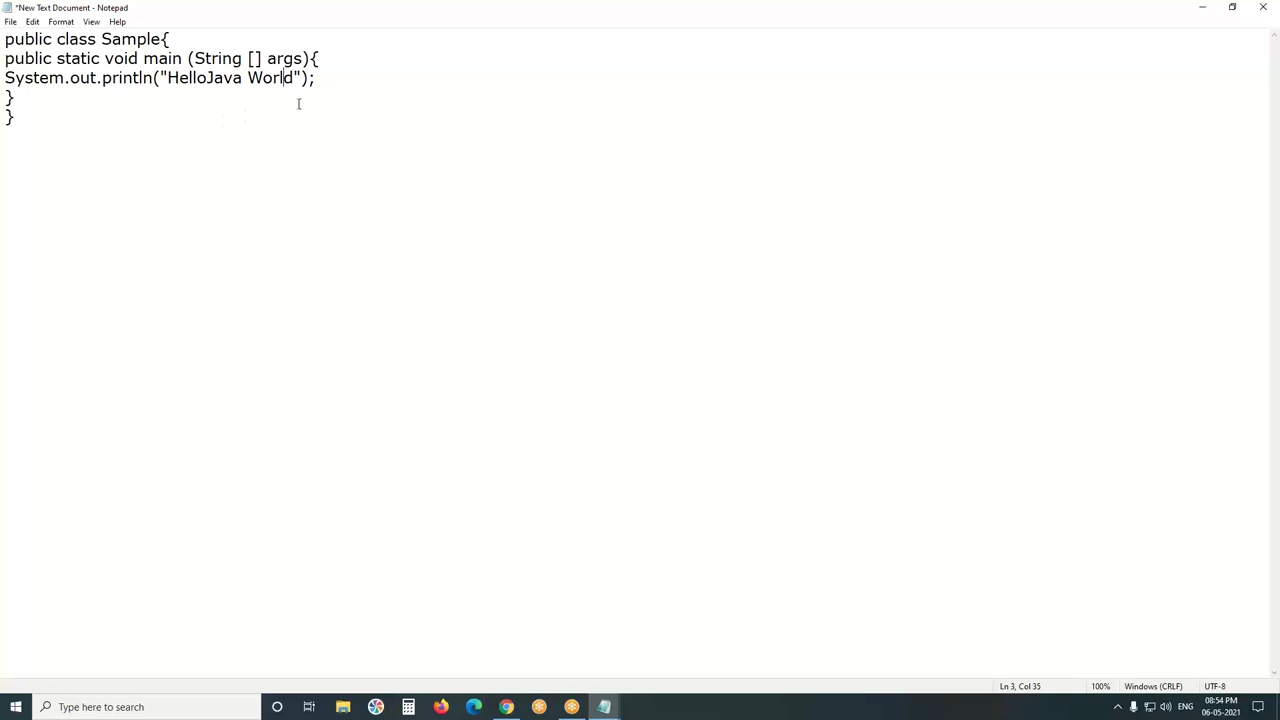 *New Text Document - Notepad
File Edit Format View Help
public class Sample{
public static void main (String [] args){
System.out.println("HelloJava World");
}
}
Ln 3, Col 35 100% Windows (CRLF) UTF-8
Type here to search
ENG
08:54 PM
06-05-2021